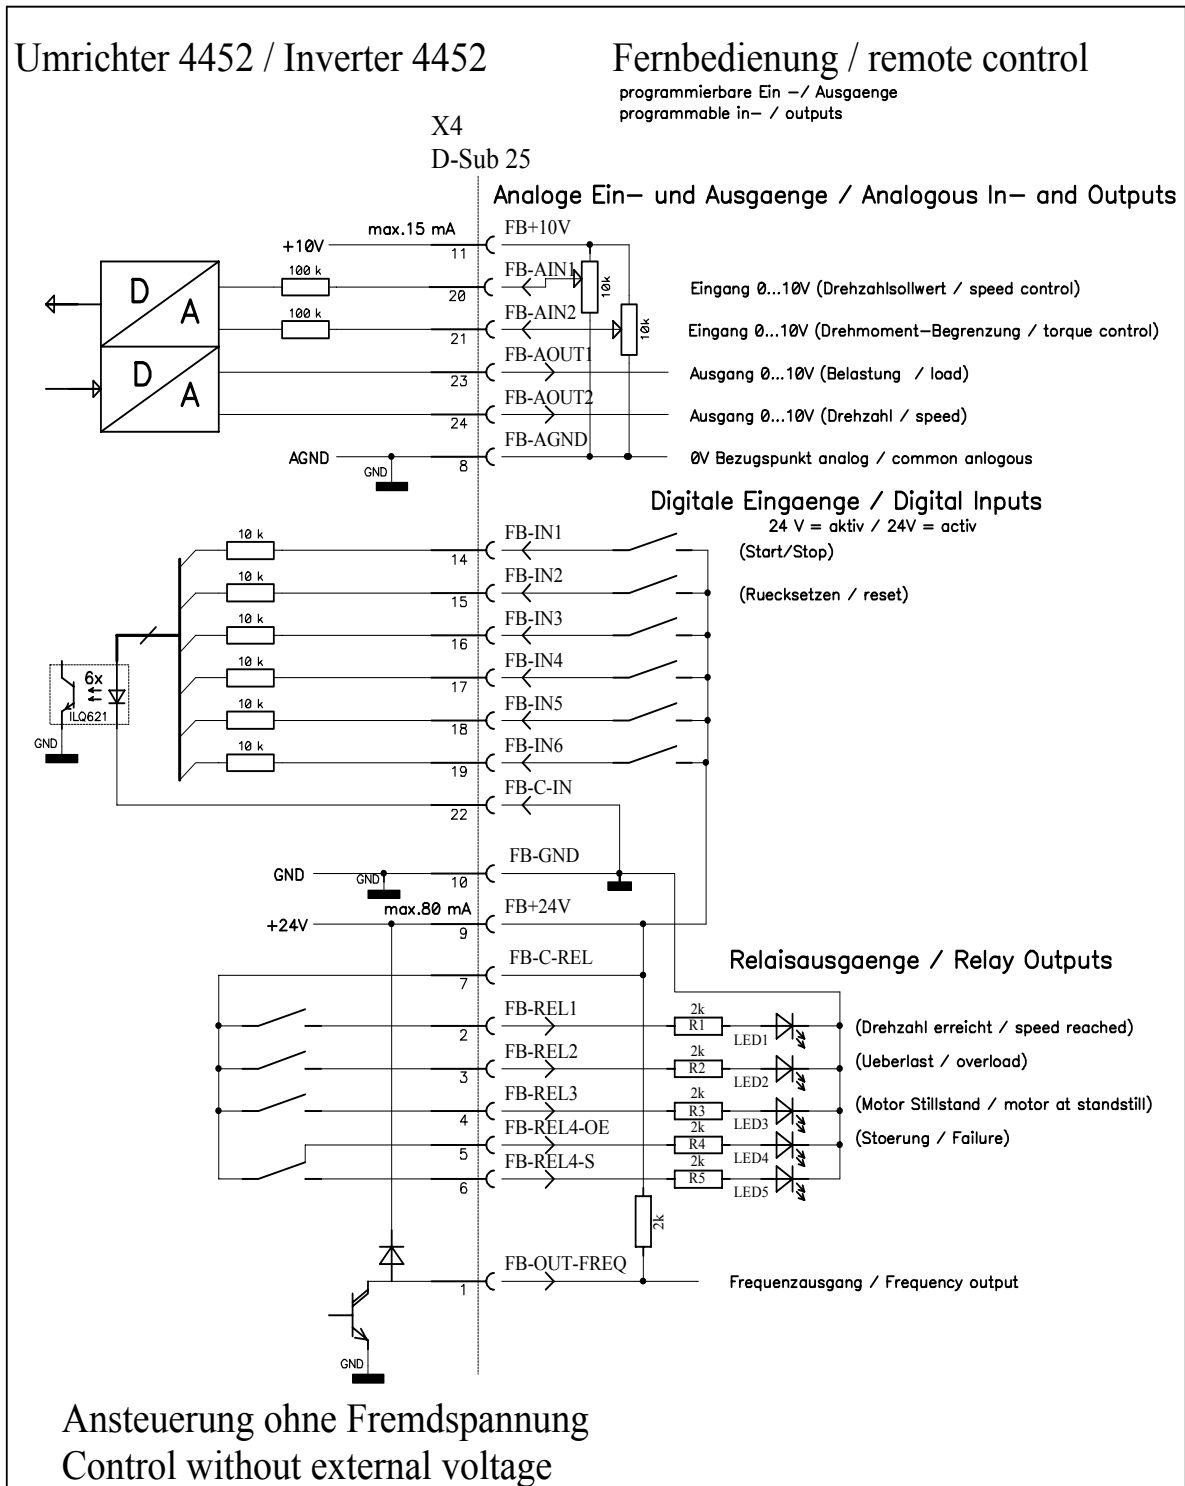 Umrichter 4452 / Inverter 4452
Fernbedienung / remote control
programmierbare Ein –/ Ausgaenge
programmable in– / outputs
X4
D-Sub 25
Analoge Ein– und Ausgaenge / Analogous In– and Outputs
+10V
max.15 mA
11
FB+10V
D
A
100 k
20
FB-AIN1
10k
Eingang 0...10V (Drehzahlsollwert / speed control)
100 k
21
FB-AIN2
10k
Eingang 0...10V (Drehmoment–Begrenzung / torque control)
D
A
23
FB-AOUT1
Ausgang 0...10V (Belastung / load)
24
FB-AOUT2
Ausgang 0...10V (Drehzahl / speed)
AGND
GND
8
FB-AGND
0V Bezugspunkt analog / common anlogous
Digitale Eingaenge / Digital Inputs
24 V = aktiv / 24V = activ
10 k
14
FB-IN1
(Start/Stop)
10 k
15
FB-IN2
(Ruecksetzen / reset)
10 k
16
FB-IN3
10 k
17
FB-IN4
6x
ILQ621
GND
10 k
18
FB-IN5
10 k
19
FB-IN6
22
FB-C-IN
GND
GND
10
FB-GND
+24V
max.80 mA
9
FB+24V
7
FB-C-REL
Relaisausgaenge / Relay Outputs
2
FB-REL1
2k
R1
LED1
(Drehzahl erreicht / speed reached)
3
FB-REL2
2k
R2
LED2
(Ueberlast / overload)
4
FB-REL3
2k
R3
LED3
(Motor Stillstand / motor at standstill)
5
FB-REL4-OE
2k
R4
LED4
(Stoerung / Failure)
6
FB-REL4-S
2k
R5
LED5
2k
1
FB-OUT-FREQ
Frequenzausgang / Frequency output
GND
Ansteuerung ohne Fremdspannung
Control without external voltage